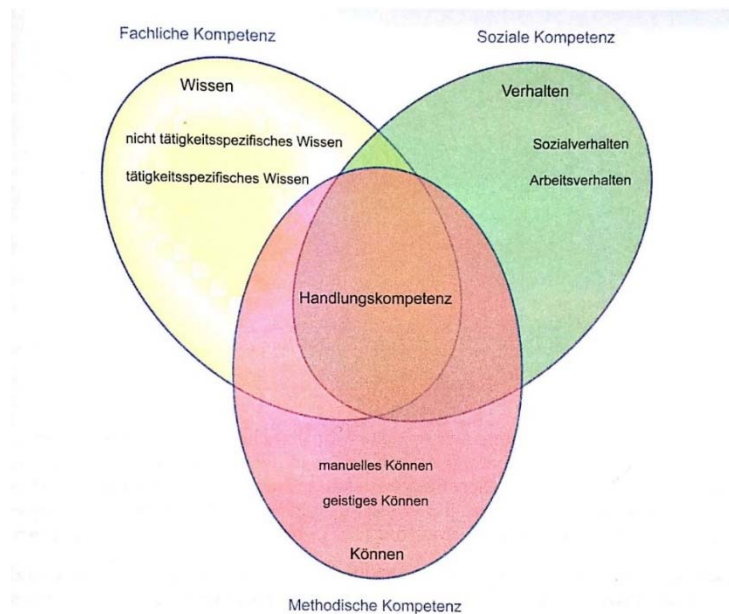 Fachliche Kompetenz
Soziale Kompetenz
Wissen
Verhalten
nicht tätigkeitsspezifisches Wissen
Sozialverhalten
tätigkeitsspezifisches Wissen
Arbeitsverhalten
Handlungskompetenz
manuelles Können
geistiges Können
Können
Methodische Kompetenz